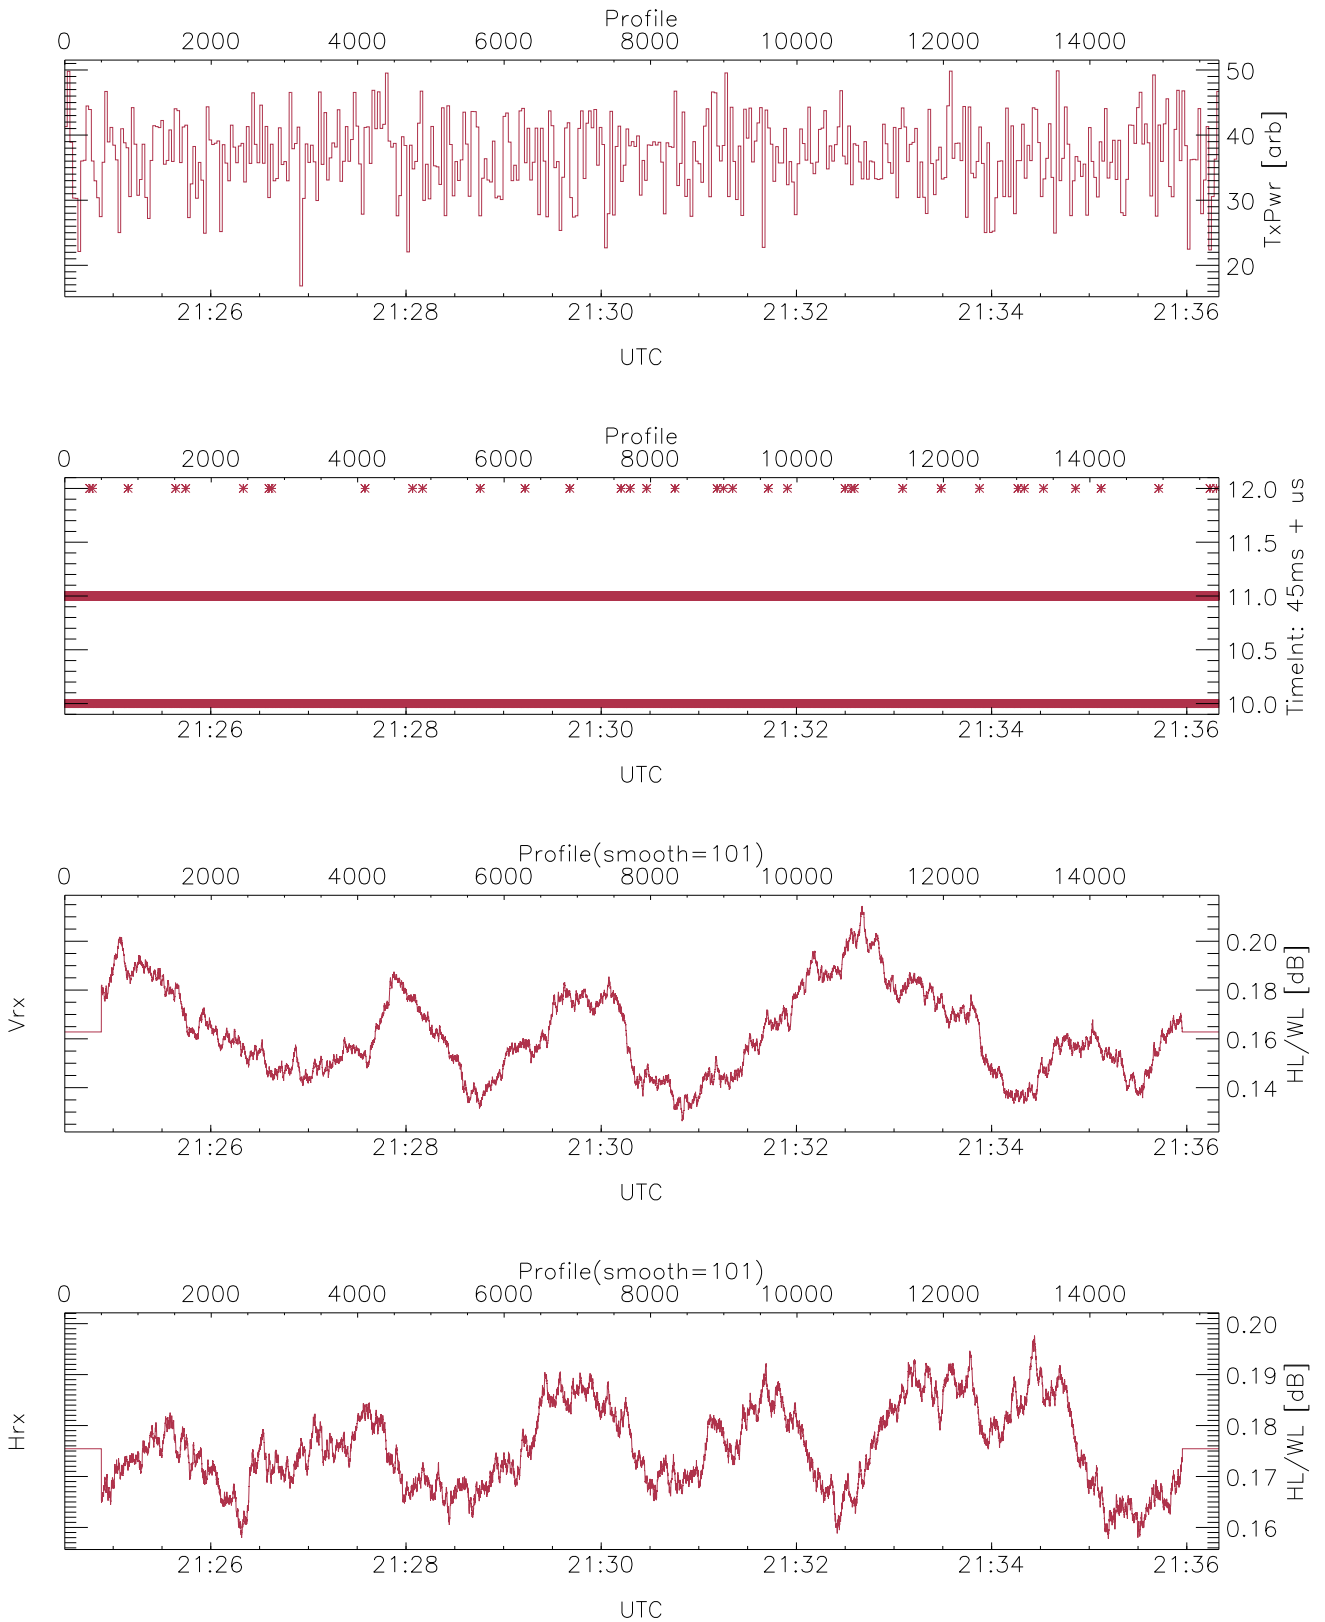 Profile
0 2000 4000 6000 8000 10000 12000 14000
50
40
30
20
TxPwr [arb]
21:26 21:28 21:30 21:32 21:34 21:36
UTC
Profile
0 2000 4000 6000 8000 10000 12000 14000
12.0
11.5
11.0
10.5
10.0
TimeInt: 45ms + us
21:26 21:28 21:30 21:32 21:34 21:36
UTC
Profile(smooth=101)
0 2000 4000 6000 8000 10000 12000 14000
Vrx
0.20
0.18
0.16
0.14
HL/WL [dB]
21:26 21:28 21:30 21:32 21:34 21:36
UTC
Profile(smooth=101)
0 2000 4000 6000 8000 10000 12000 14000
Hrx
0.20
0.19
0.18
0.17
0.16
HL/WL [dB]
21:26 21:28 21:30 21:32 21:34 21:36
UTC